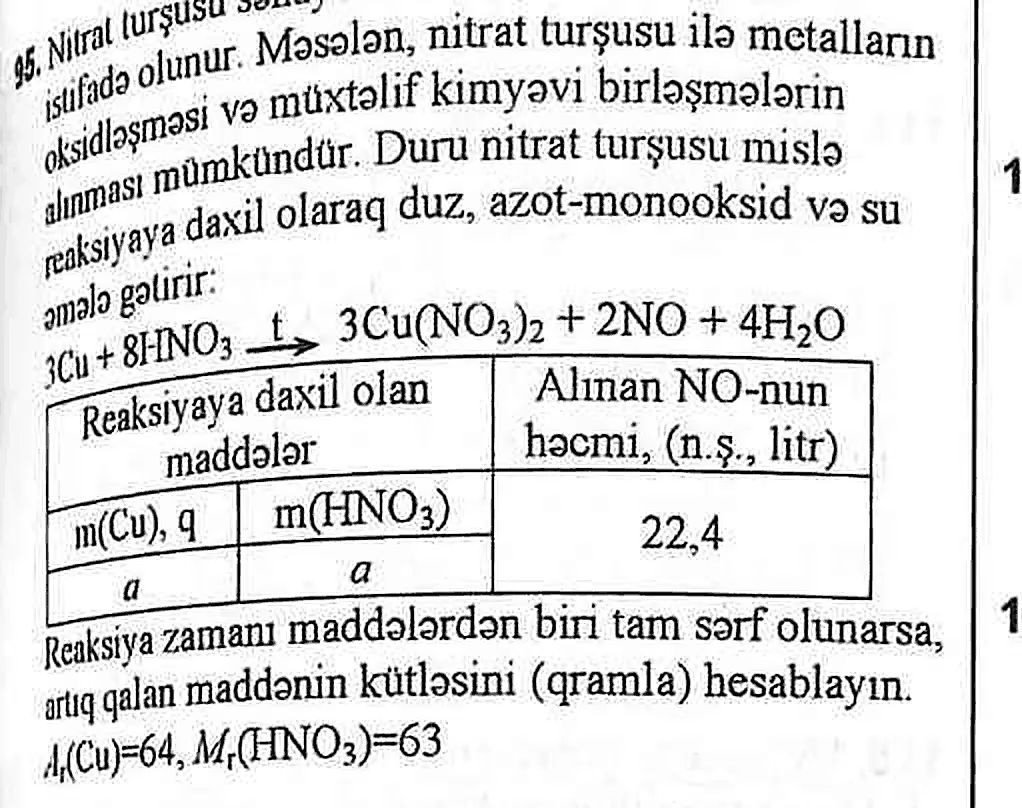 95. Nitrat turşusu
istifadə olunur. Məsələn, nitrat turşusu ilə metalların
oksidləşməsi və müxtəlif kimyəvi birləşmələrin
alınması mümkündür. Duru nitrat turşusu mislə
reaksiyaya daxil olaraq duz, azot-monooksid və su
əmələ gətirir:
3Cu + 8HNO₃ —t→ 3Cu(NO₃)₂ + 2NO + 4H₂O
Reaksiyaya daxil olan
maddələr
Alınan NO-nun
həcmi, (n.ş., litr)
m(Cu), q m(HNO₃)
22,4
a a
Reaksiya zamanı maddələrdən biri tam sərf olunarsa,
artıq qalan maddənin kütləsini (qramla) hesablayın.
Aᵣ(Cu)=64, Mᵣ(HNO₃)=63
1
1